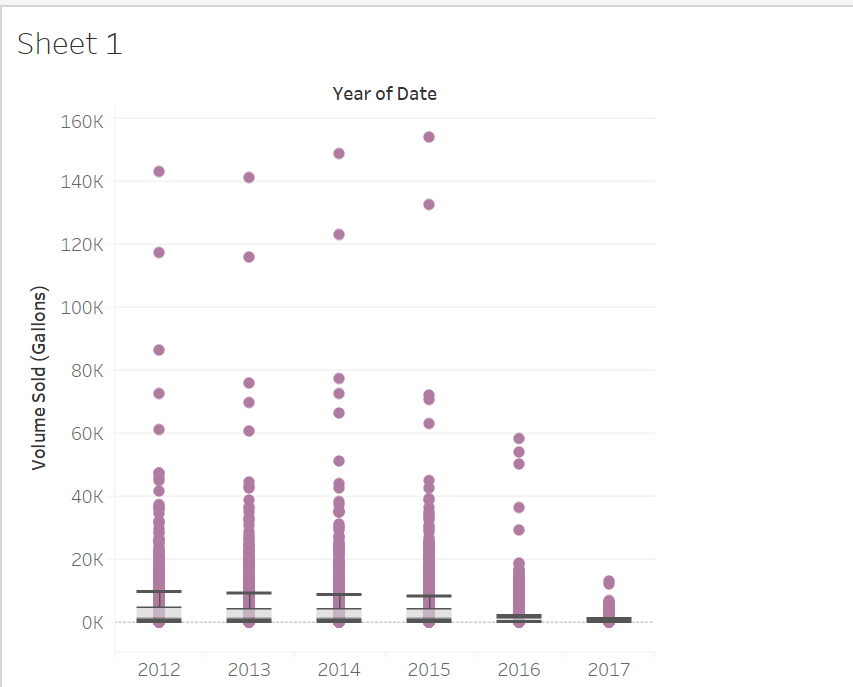 Sheet 1
Year of Date
160K
140K
120K
100K
80K
60K
40K
20K
0K
Volume Sold (Gallons)
2012 2013 2014 2015 2016 2017